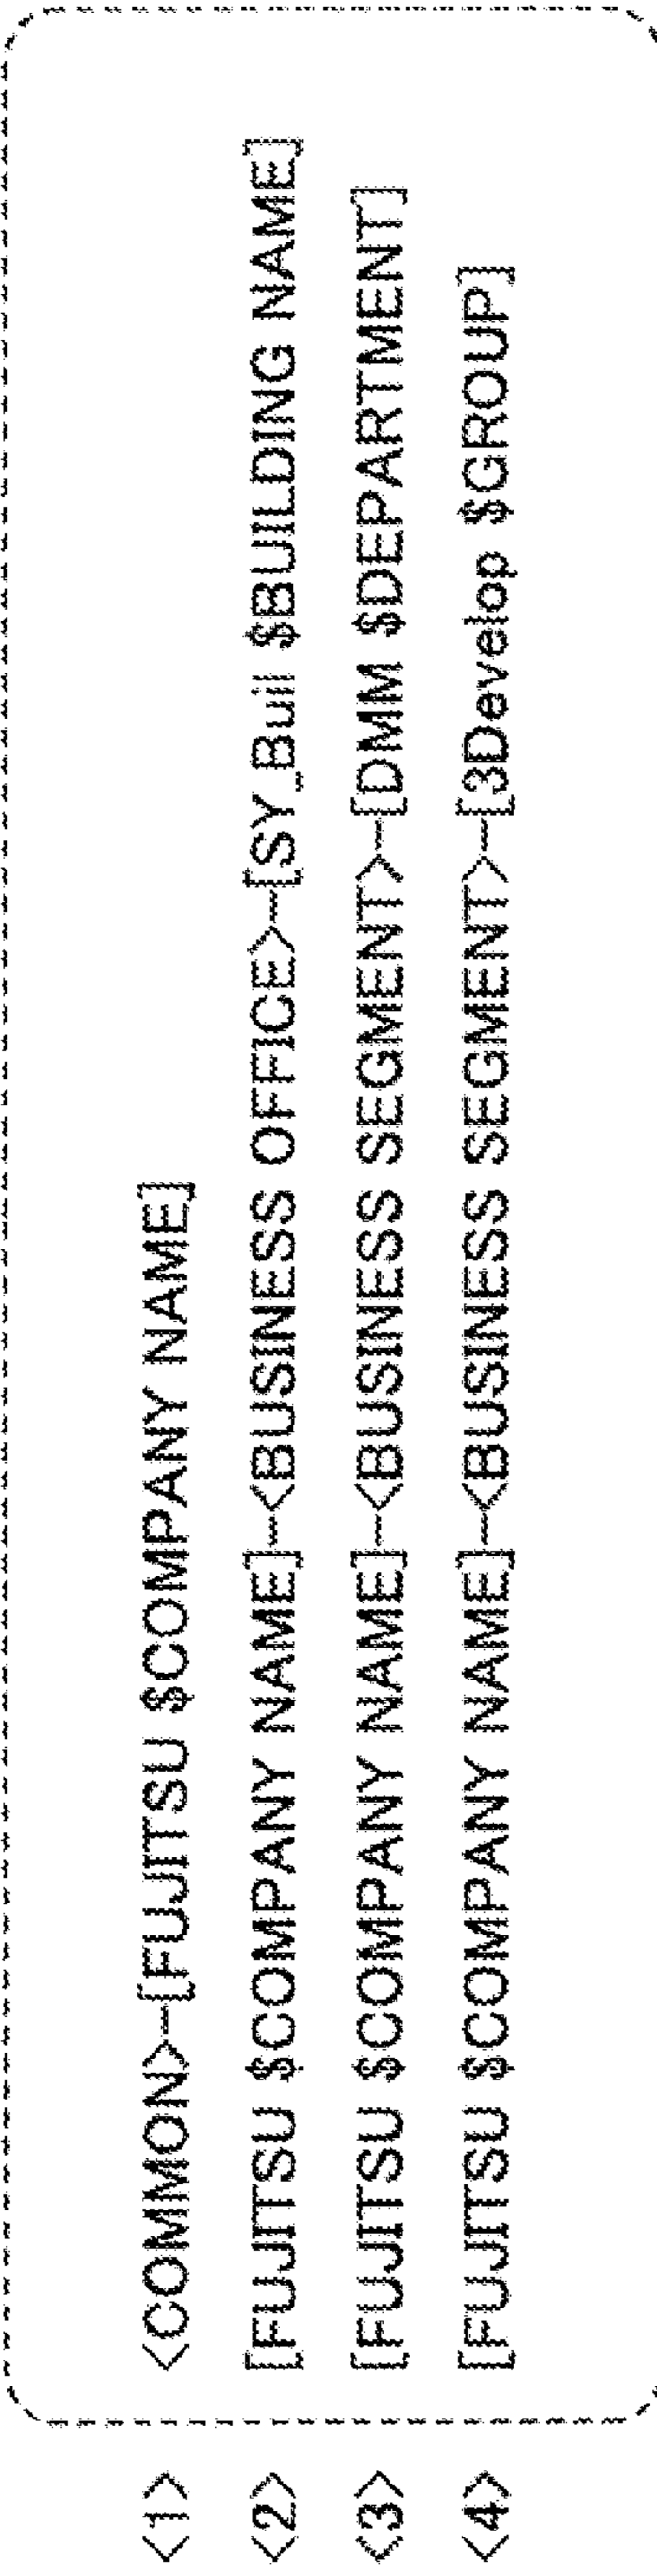 <1> <COMMON>-[FUJITSU $COMPANY NAME]
<2> [FUJITSU $COMPANY NAME]-<BUSINESS OFFICE>-[SY_Buil $BUILDING NAME]
<3> [FUJITSU $COMPANY NAME]-<BUSINESS SEGMENT>-[DMM $DEPARTMENT]
<4> [FUJITSU $COMPANY NAME]-<BUSINESS SEGMENT>-[3Develop $GROUP]